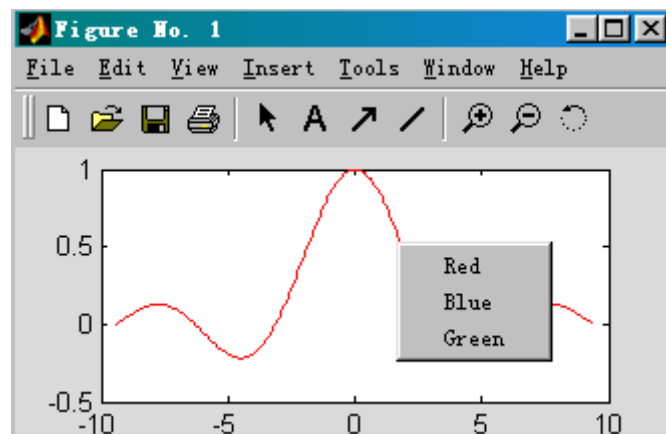 Figure No. 1
File Edit View Insert Tools Window Help
A
1
0.5
0
-0.5
-10 -5 0 5 10
Red
Blue
Green